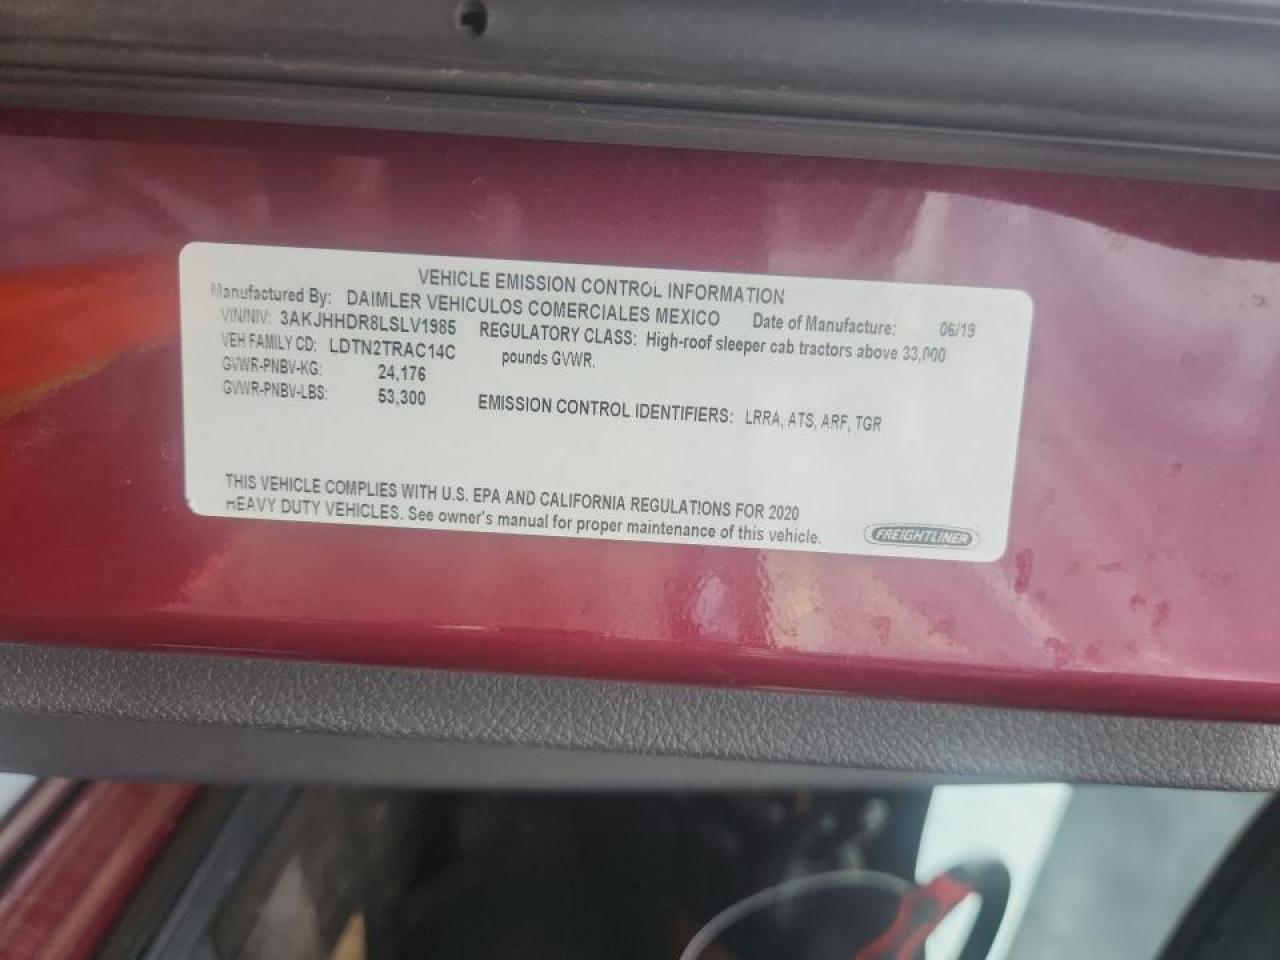 VEHICLE EMISSION CONTROL INFORMATION
Manufactured By: DAIMLER VEHICULOS COMERCIALES MEXICO Date of Manufacture: 06/19
VIN/NIV: 3AKJHHDR8LSLV1985 REGULATORY CLASS: High-roof sleeper cab tractors above 33,000
VEH FAMILY CD: LDTN2TRAC14C pounds GVWR.
GVWR-PNBV-KG: 24,176
GVWR-PNBV-LBS: 53,300 EMISSION CONTROL IDENTIFIERS: LRRA, ATS, ARF, TGR
THIS VEHICLE COMPLIES WITH U.S. EPA AND CALIFORNIA REGULATIONS FOR 2020
HEAVY DUTY VEHICLES. See owner's manual for proper maintenance of this vehicle.
FREIGHTLINER